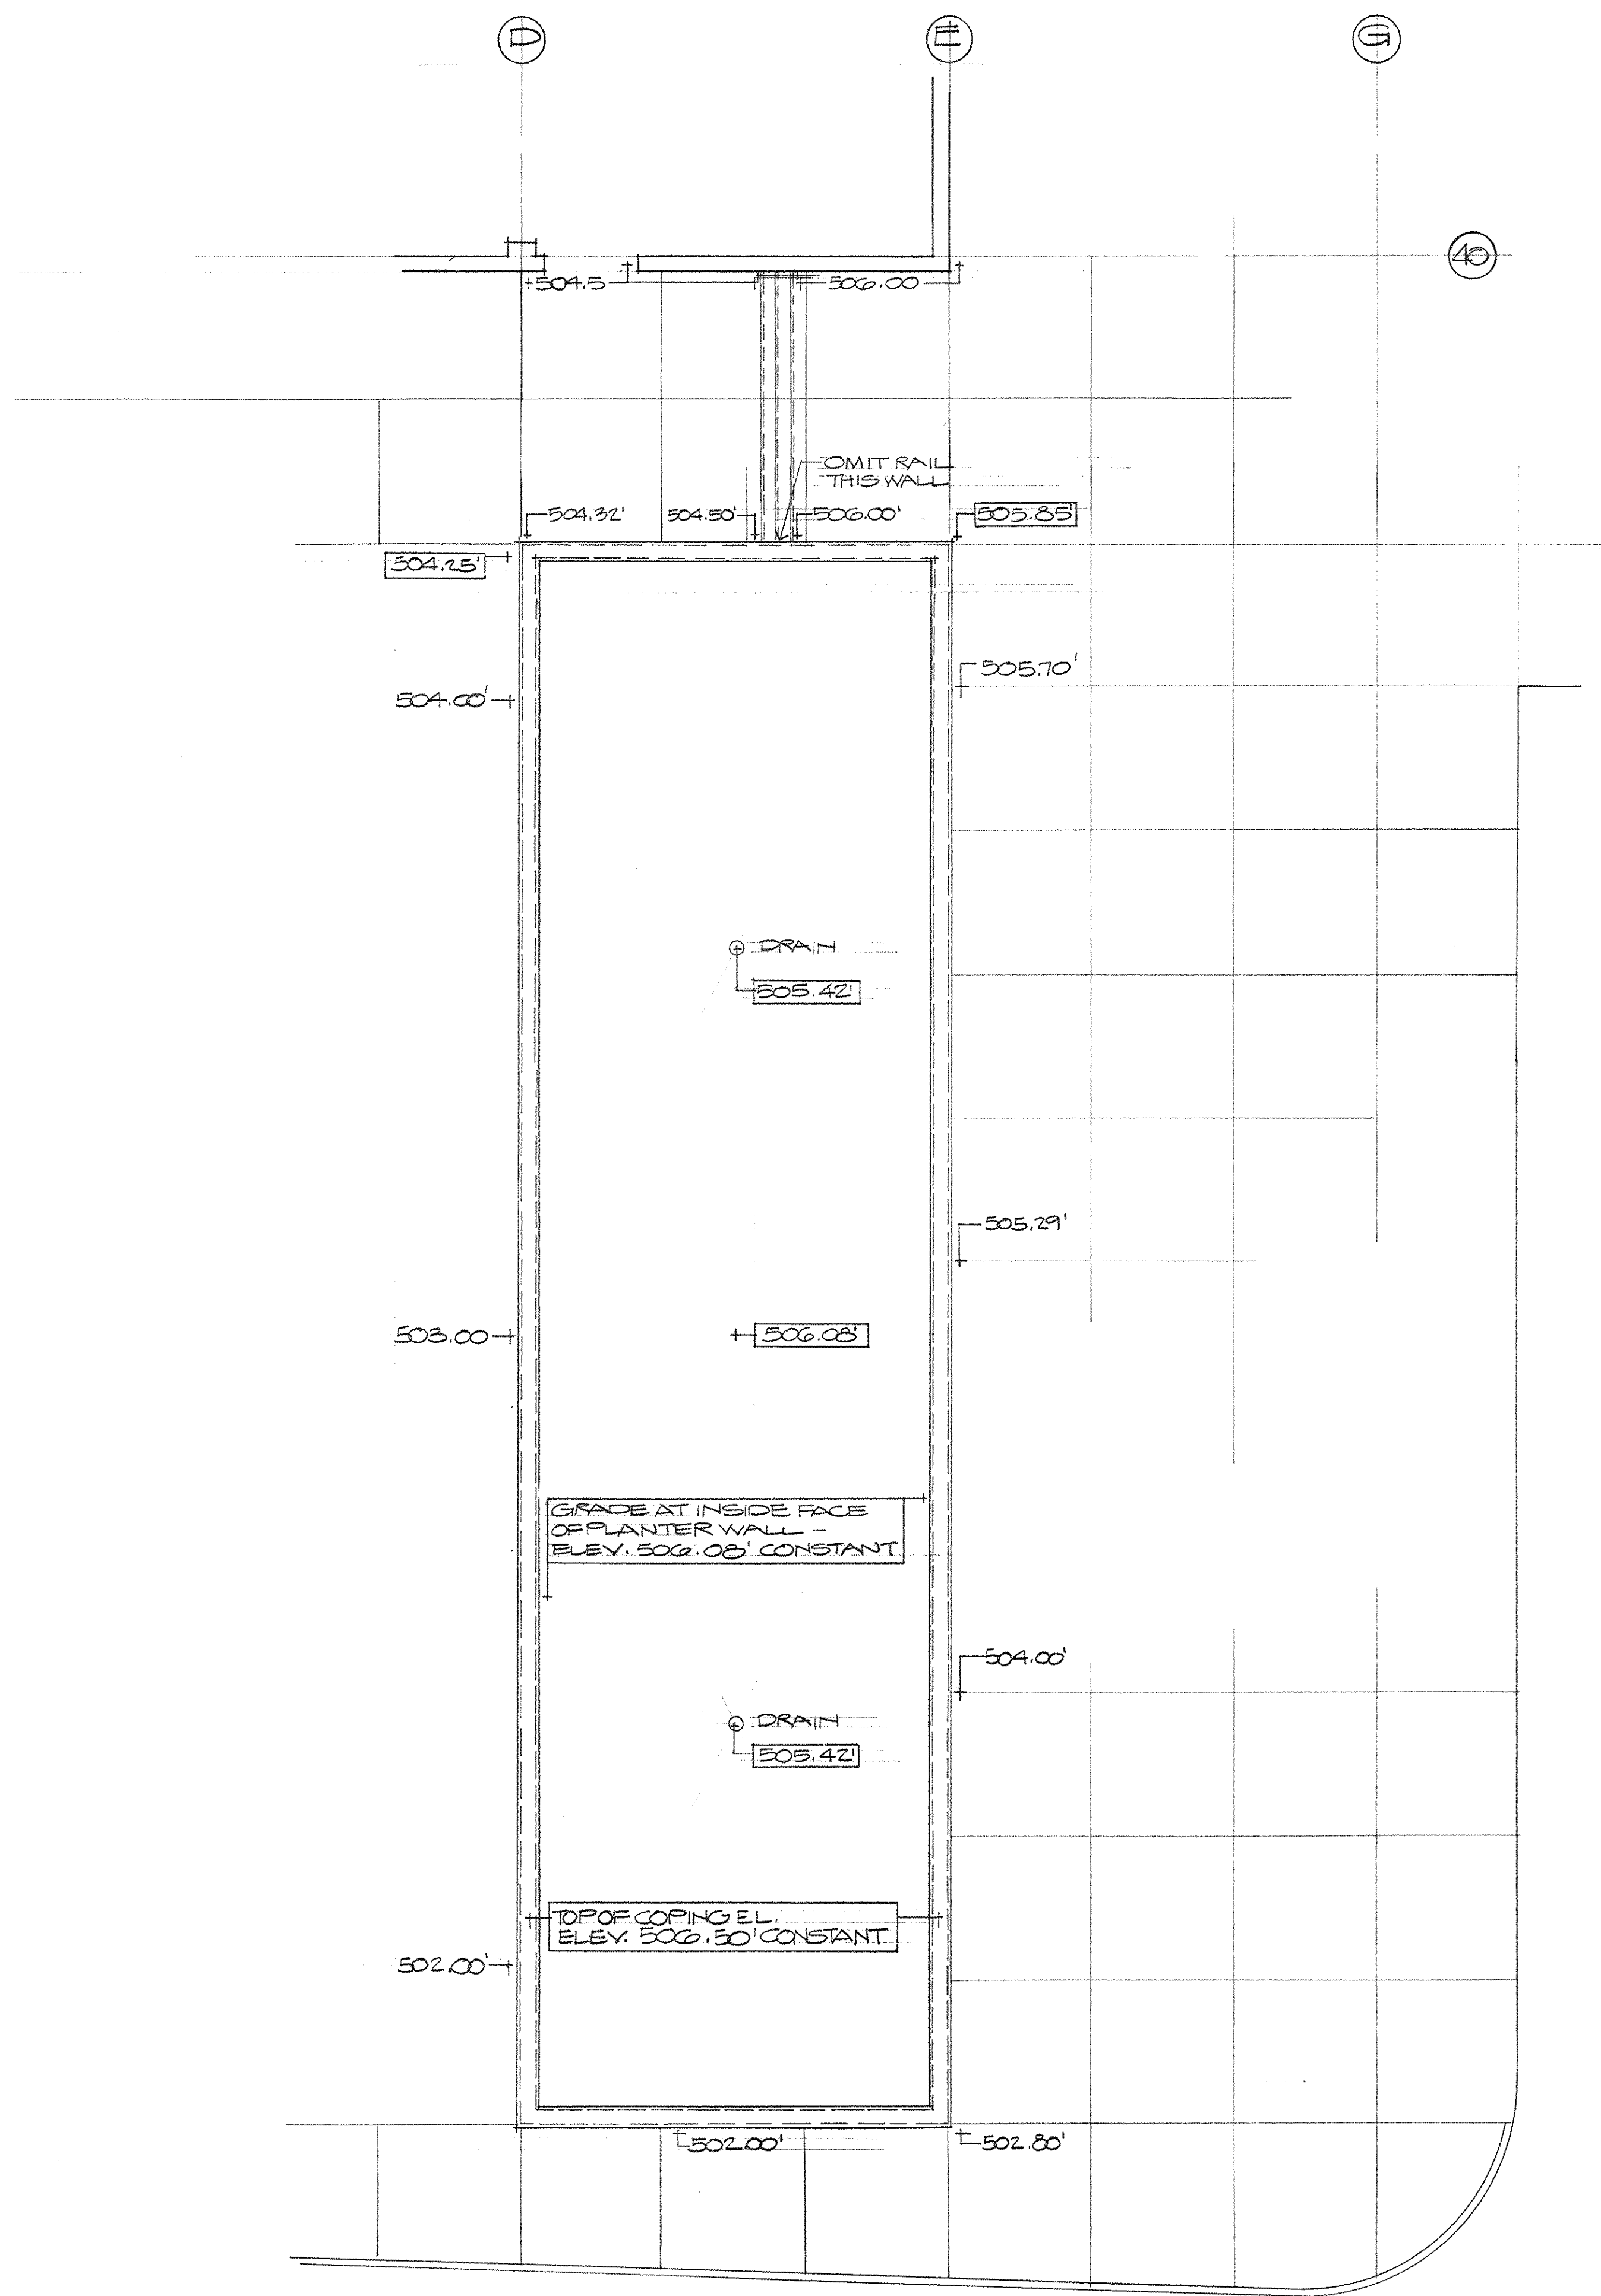 D
E
G
40
504.5
506.00
OMIT RAIL
THIS WALL
504.32'
504.50'
506.00'
505.85'
504.25'
505.70'
504.00'
DRAIN
505.42'
505.29'
503.00
506.08'
GRADE AT INSIDE FACE
OF PLANTER WALL -
ELEV. 506.08' CONSTANT
504.00'
DRAIN
505.42'
TOP OF COPING EL.
ELEV. 506.50' CONSTANT
502.00'
502.00'
502.80'